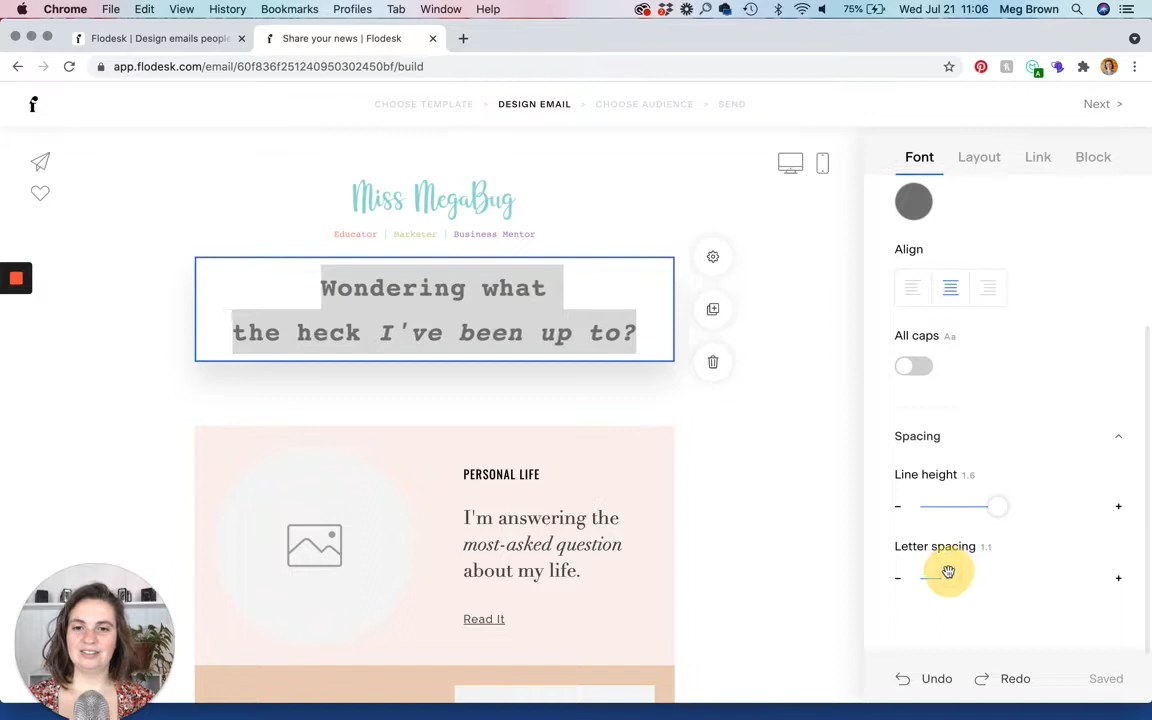 Chrome File Edit View History Bookmarks Profiles Tab Window Help 75% Wed Jul 21 11:06 Meg Brown
Flodesk | Design emails people
Share your news | Flodesk
app.flodesk.com/email/60f836f251240950302450bf/build
CHOOSE TEMPLATE > DESIGN EMAIL > CHOOSE AUDIENCE > SEND
Next >
Font Layout Link Block
Miss MegaBug
Educator | Marketer | Business Mentor
Wondering what
the heck I've been up to?
Align
All caps Aa
Spacing
Line height 1.6
- +
Letter spacing 1.1
- +
PERSONAL LIFE
I'm answering the
most-asked question
about my life.
Read It
Undo Redo Saved